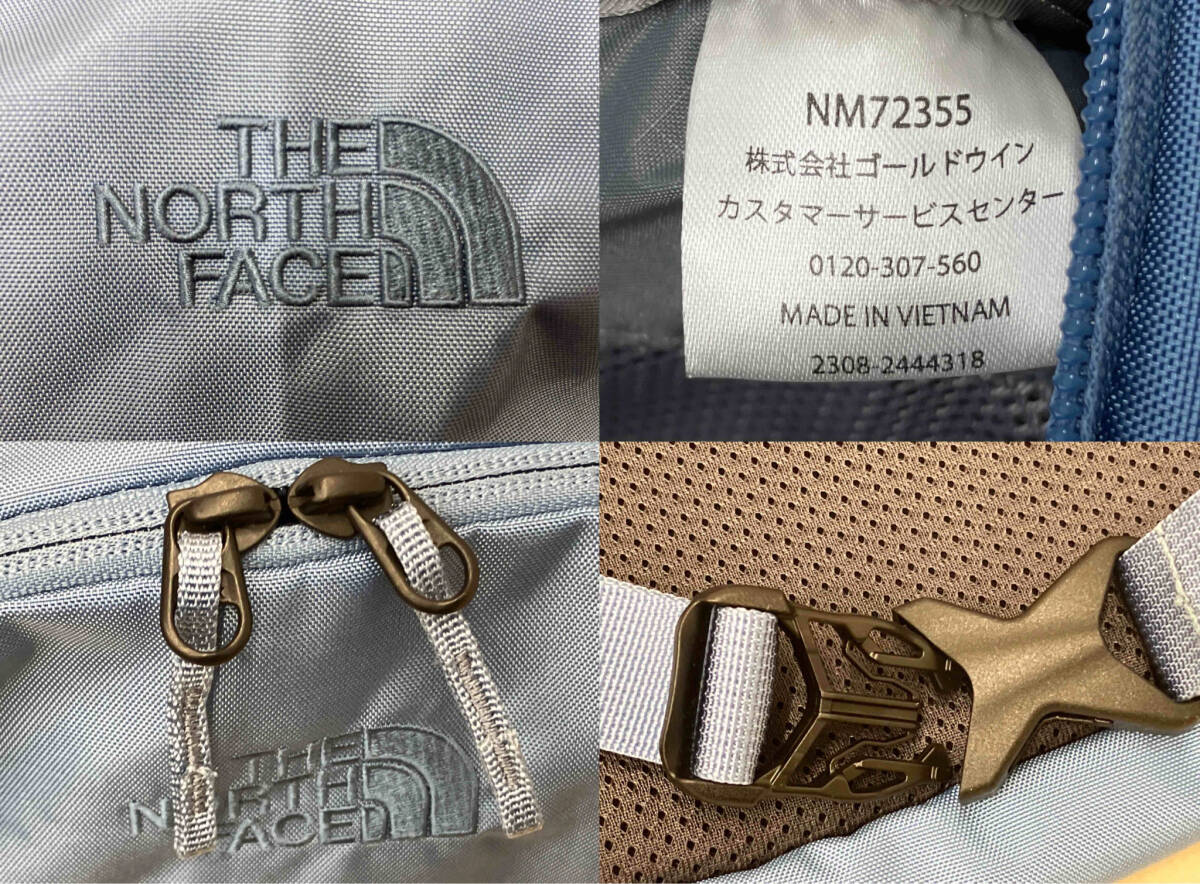 THE
NORTH
FACE
NM72355
株式会社ゴールドウイン
カスタマーサービスセンター
0120-307-560
MADE IN VIETNAM
2308-2444318
THE
NORTH
FACE